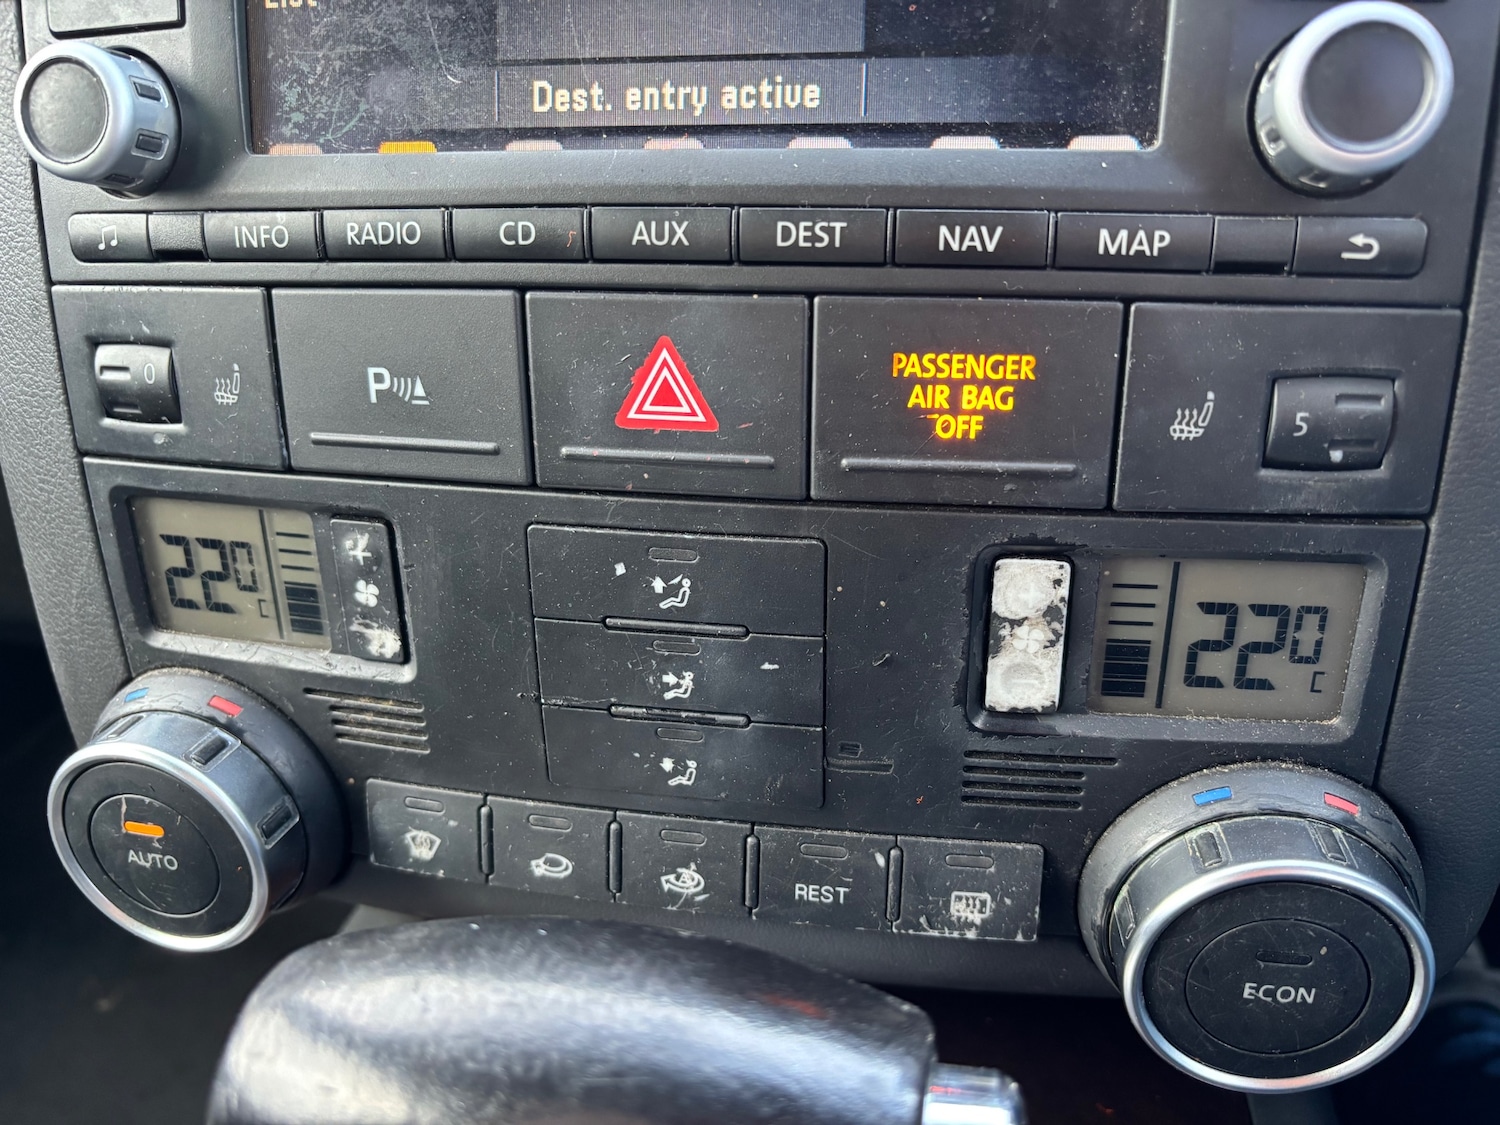 List
Dest. entry active
INFO
RADIO
CD
AUX
DEST
NAV
MAP
0
P
PASSENGER
AIR BAG
OFF
5
22.0
C
22.0
C
AUTO
REST
ECON